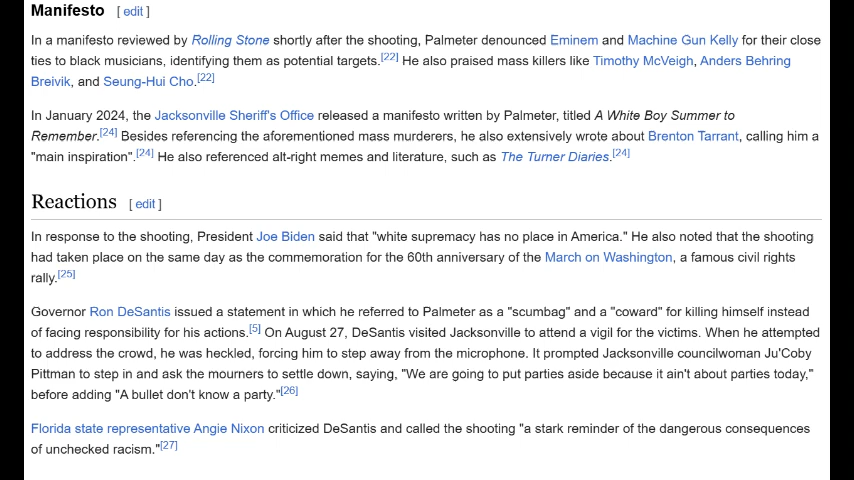 Manifesto [ edit ]
In a manifesto reviewed by Rolling Stone shortly after the shooting, Palmeter denounced Eminem and Machine Gun Kelly for their close
ties to black musicians, identifying them as potential targets.[22] He also praised mass killers like Timothy McVeigh, Anders Behring
Breivik, and Seung-Hui Cho.[22]
In January 2024, the Jacksonville Sheriff's Office released a manifesto written by Palmeter, titled A White Boy Summer to
Remember.[24] Besides referencing the aforementioned mass murderers, he also extensively wrote about Brenton Tarrant, calling him a
"main inspiration".[24] He also referenced alt-right memes and literature, such as The Turner Diaries.[24]
Reactions [ edit ]
In response to the shooting, President Joe Biden said that "white supremacy has no place in America." He also noted that the shooting
had taken place on the same day as the commemoration for the 60th anniversary of the March on Washington, a famous civil rights
rally.[25]
Governor Ron DeSantis issued a statement in which he referred to Palmeter as a "scumbag" and a "coward" for killing himself instead
of facing responsibility for his actions.[5] On August 27, DeSantis visited Jacksonville to attend a vigil for the victims. When he attempted
to address the crowd, he was heckled, forcing him to step away from the microphone. It prompted Jacksonville councilwoman Ju'Coby
Pittman to step in and ask the mourners to settle down, saying, "We are going to put parties aside because it ain't about parties today,"
before adding "A bullet don't know a party."[26]
Florida state representative Angie Nixon criticized DeSantis and called the shooting "a stark reminder of the dangerous consequences
of unchecked racism."[27]